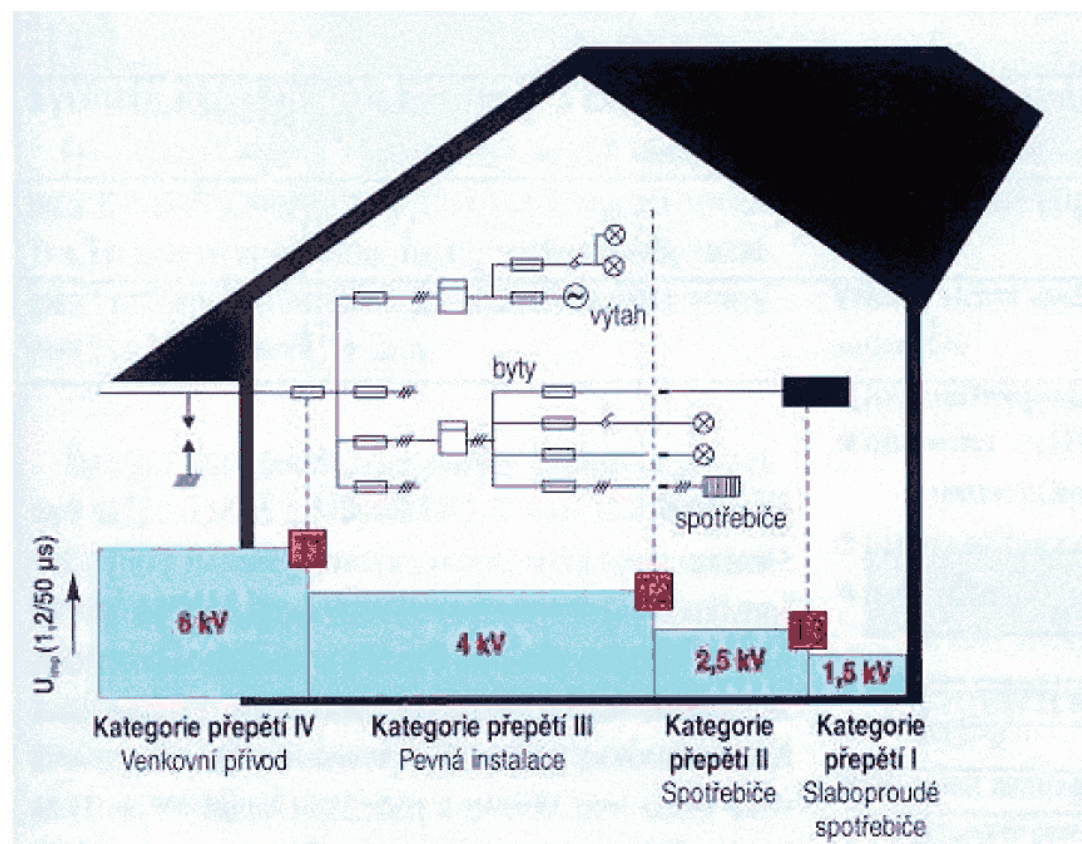 výtah
byty
spotřebiče
U imp (1,2/50 µs)
6 kV
4 kV
2,5 kV
1,5 kV
Kategorie přepětí IV
Venkovní přívod
Kategorie přepětí III
Pevná instalace
Kategorie
přepětí II
Spotřebiče
Kategorie
přepětí I
Slaboproudé
spotřebiče